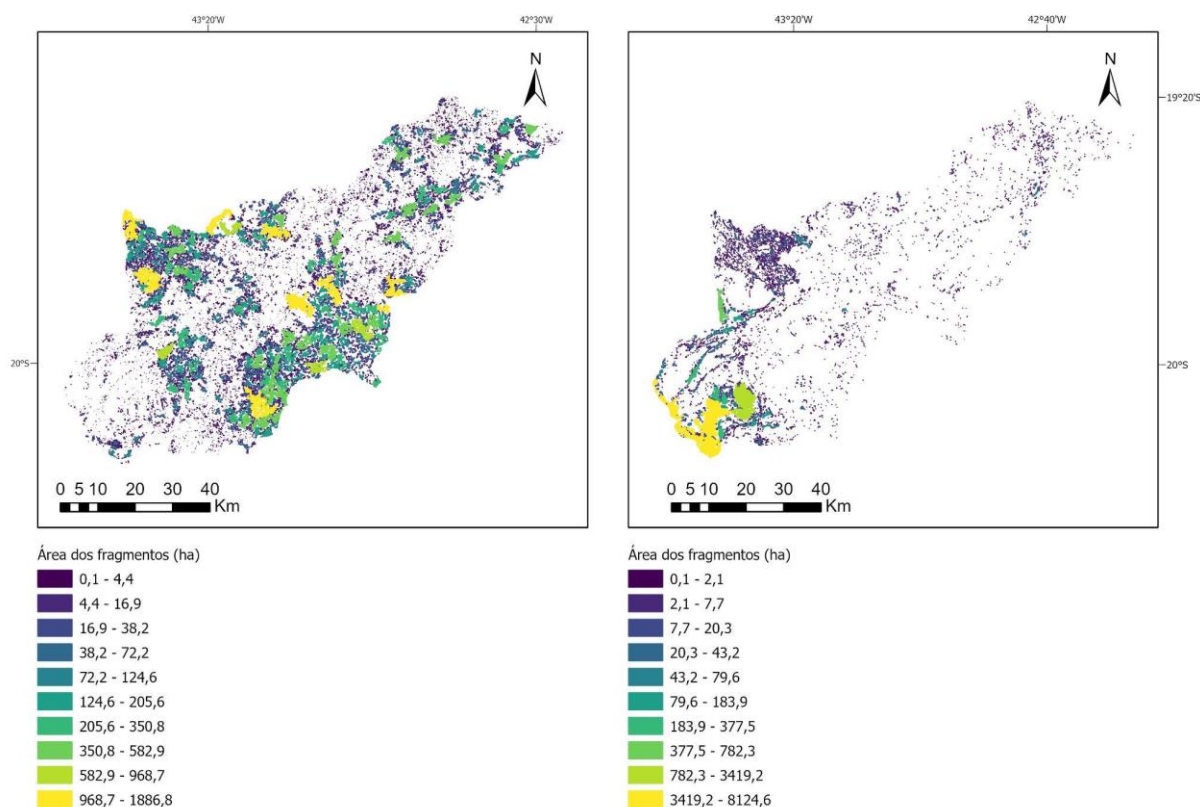 43°20'W 42°30'W
N
20°S
0 5 10 20 30 40
Km
Área dos fragmentos (ha)
0,1 - 4,4
4,4 - 16,9
16,9 - 38,2
38,2 - 72,2
72,2 - 124,6
124,6 - 205,6
205,6 - 350,8
350,8 - 582,9
582,9 - 968,7
968,7 - 1886,8
43°20'W 42°40'W
N
19°20'S
20°S
0 5 10 20 30 40
Km
Área dos fragmentos (ha)
0,1 - 2,1
2,1 - 7,7
7,7 - 20,3
20,3 - 43,2
43,2 - 79,6
79,6 - 183,9
183,9 - 377,5
377,5 - 782,3
782,3 - 3419,2
3419,2 - 8124,6